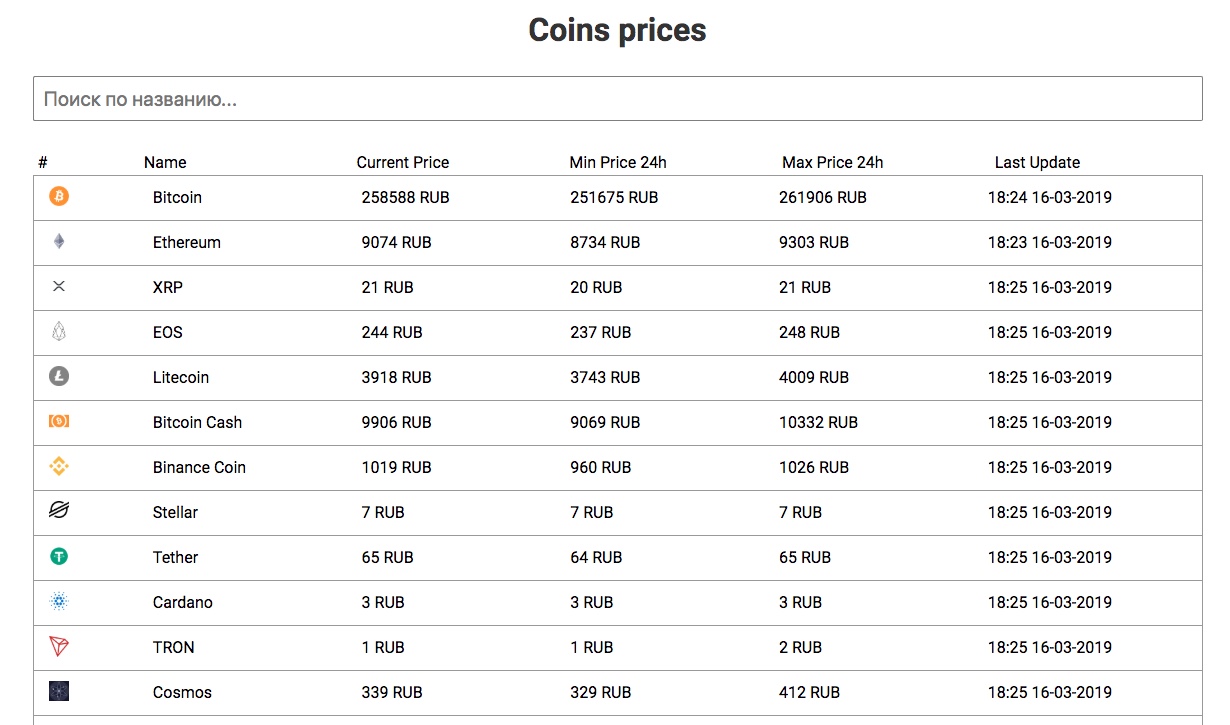 Coins prices
Поиск по названию...
# Name Current Price Min Price 24h Max Price 24h Last Update
Bitcoin 258588 RUB 251675 RUB 261906 RUB 18:24 16-03-2019
Ethereum 9074 RUB 8734 RUB 9303 RUB 18:23 16-03-2019
XRP 21 RUB 20 RUB 21 RUB 18:25 16-03-2019
EOS 244 RUB 237 RUB 248 RUB 18:25 16-03-2019
Litecoin 3918 RUB 3743 RUB 4009 RUB 18:25 16-03-2019
Bitcoin Cash 9906 RUB 9069 RUB 10332 RUB 18:25 16-03-2019
Binance Coin 1019 RUB 960 RUB 1026 RUB 18:25 16-03-2019
Stellar 7 RUB 7 RUB 7 RUB 18:25 16-03-2019
Tether 65 RUB 64 RUB 65 RUB 18:25 16-03-2019
Cardano 3 RUB 3 RUB 3 RUB 18:25 16-03-2019
TRON 1 RUB 1 RUB 2 RUB 18:25 16-03-2019
Cosmos 339 RUB 329 RUB 412 RUB 18:25 16-03-2019